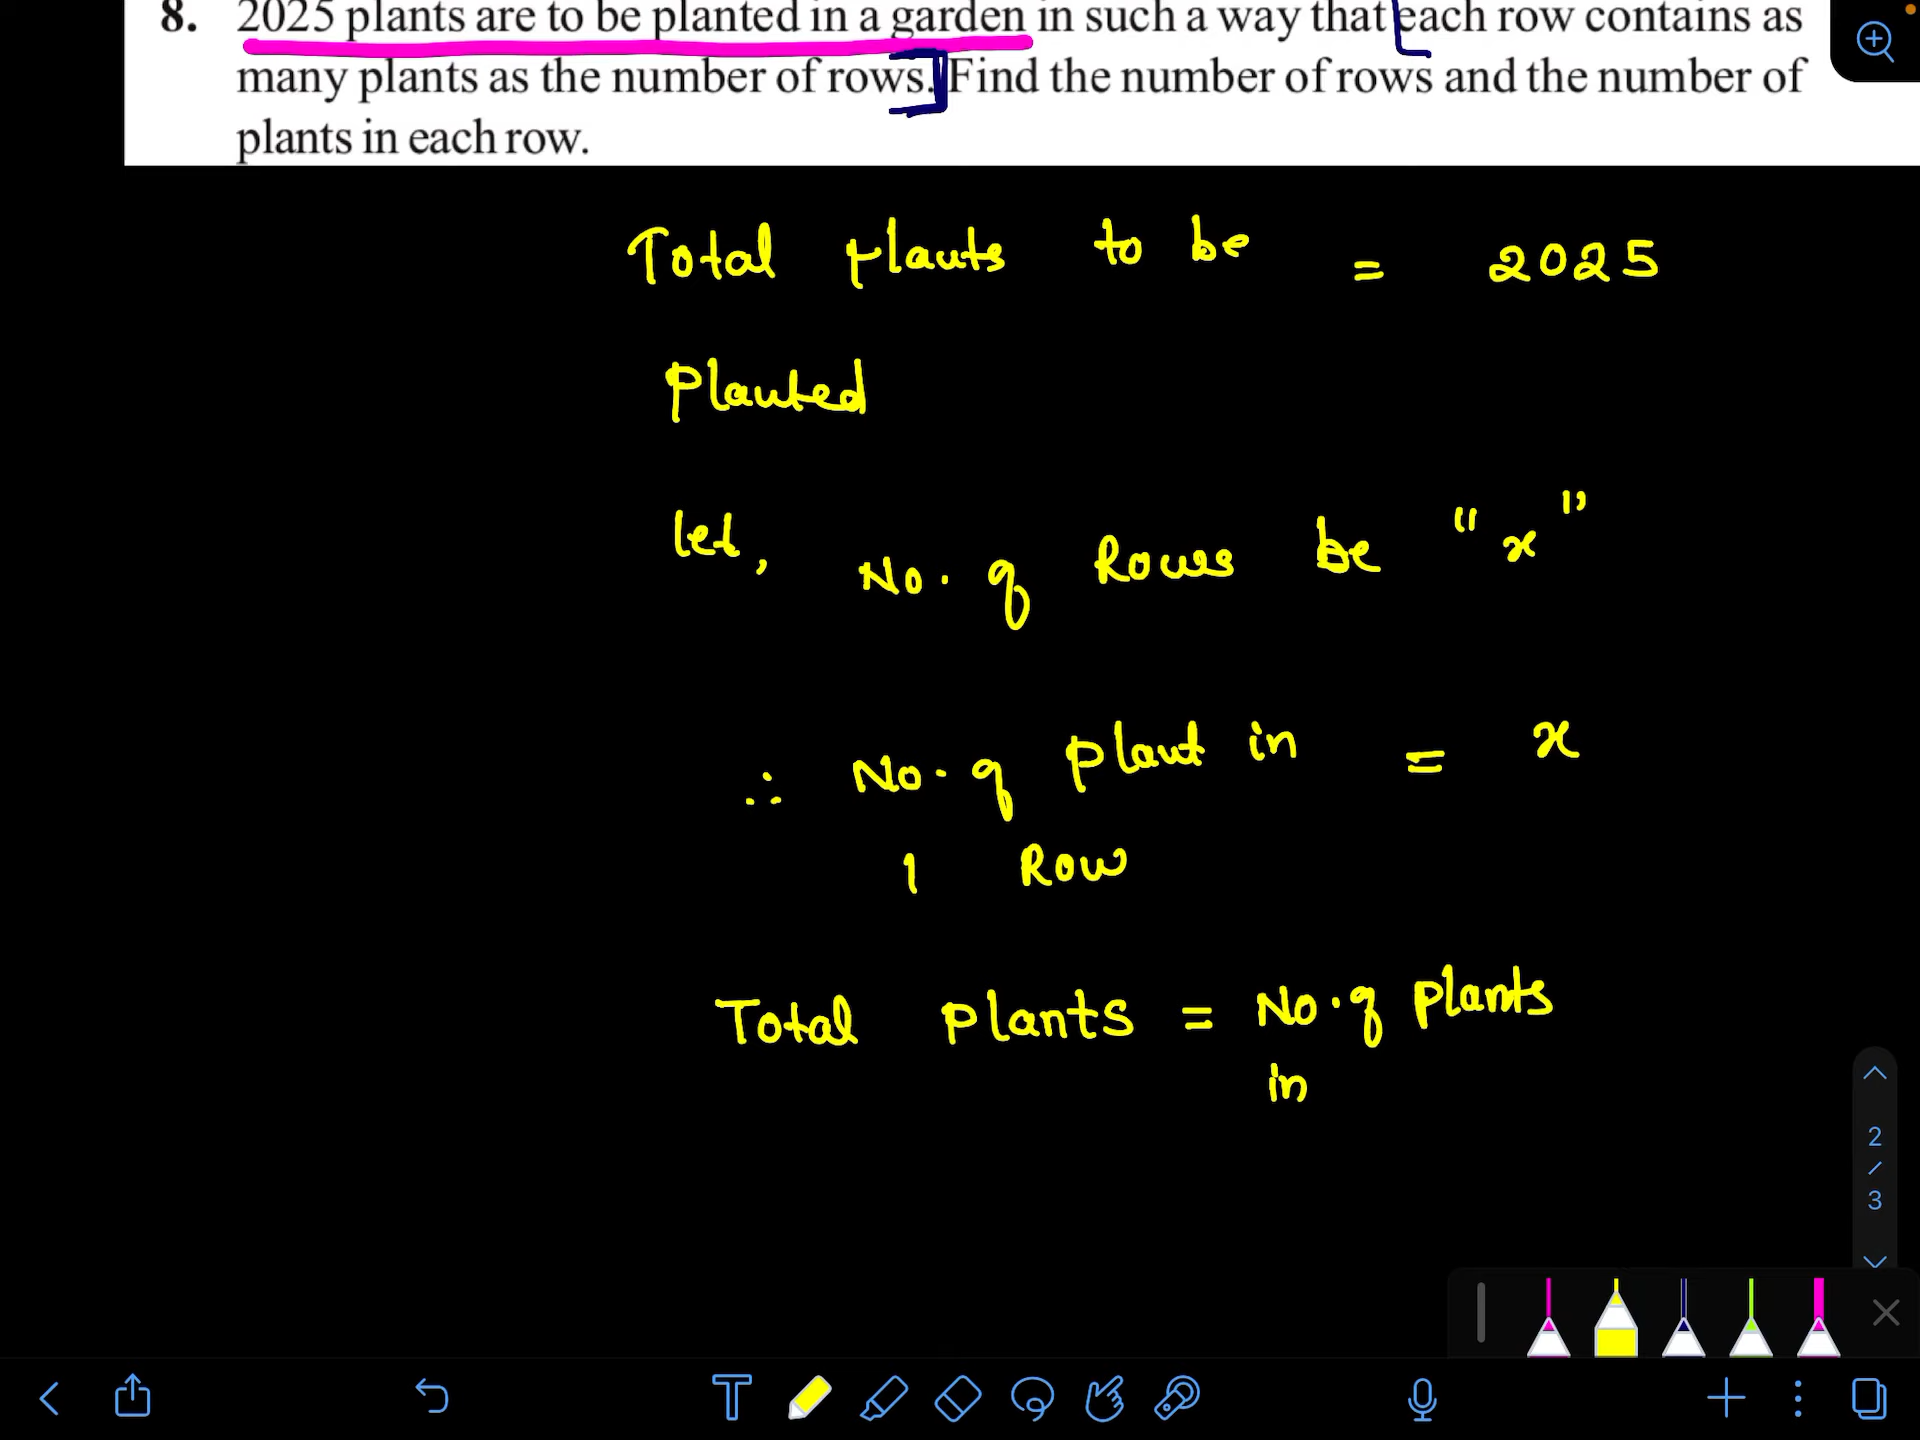 8. 2025 plants are to be planted in a garden in such a way that each row contains as
many plants as the number of rows. Find the number of rows and the number of
plants in each row.
Total plants to be = 2025
Planted
let, No. of Rows be "x"
∴ No. of plant in = x
1 Row
Total plants = No. of plants
in
2
/
3
T